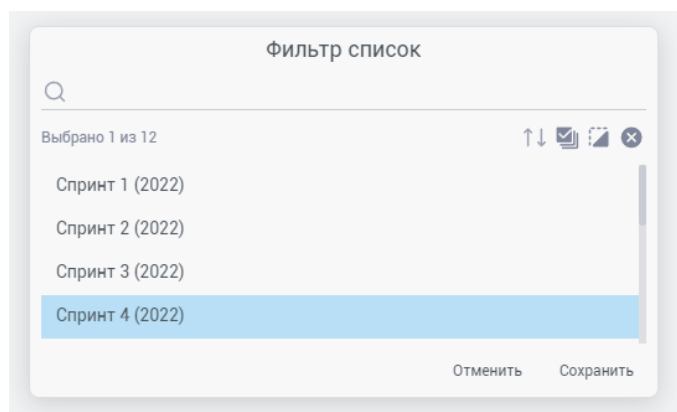 Фильтр список
Выбрано 1 из 12
Спринт 1 (2022)
Спринт 2 (2022)
Спринт 3 (2022)
Спринт 4 (2022)
Отменить Сохранить